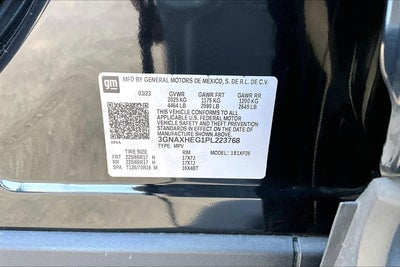 gm
MFD BY GENERAL MOTORS DE MEXICO, S. DE R.L. DE C.V.
03/23 GVWR GAWR FRT GAWR RR
2025 KG 1175 KG 1200 KG
4464 LB 2590 LB 2645 LB
THIS VEHICLE CONFORMS TO ALL
APPLICABLE U.S. FEDERAL MOTOR
VEHICLE SAFETY AND THEFT PREVENTION
STANDARDS IN EFFECT ON THE DATE OF
MANUFACTURE SHOWN ABOVE.
3GNAXHEG1PL223768
TYPE: MPV
TIRE SIZE RIM MODEL:
FRT 225/65R17 H 17X7J
RR 225/65R17 H 17X7J
SPA T135/70R16 M 16X4BT